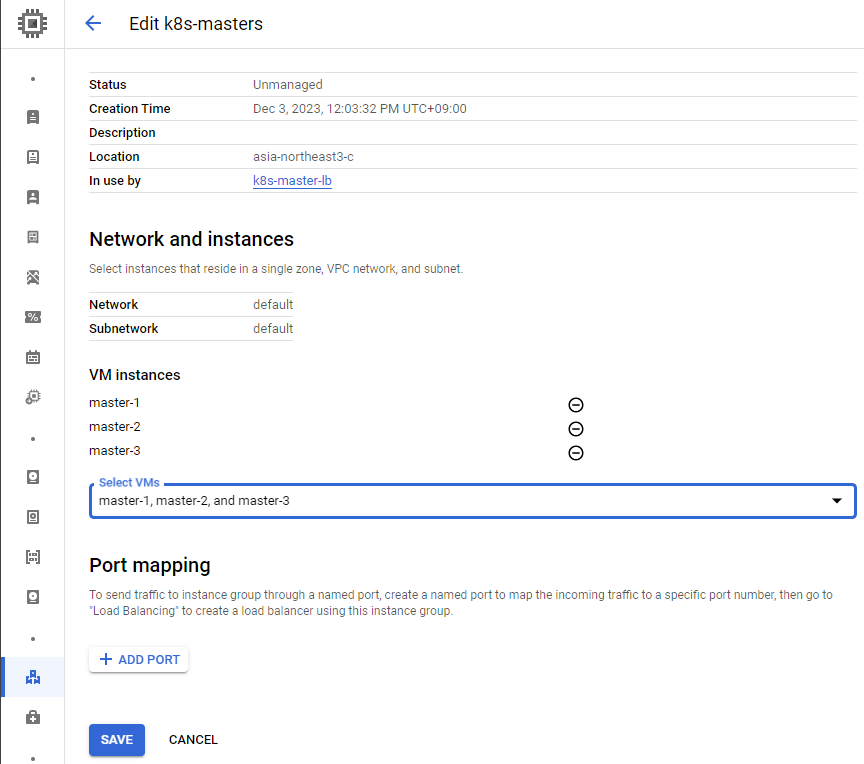 Edit k8s-masters
Status Unmanaged
Creation Time Dec 3, 2023, 12:03:32 PM UTC+09:00
Description
Location asia-northeast3-c
In use by k8s-master-lb
Network and instances
Select instances that reside in a single zone, VPC network, and subnet.
Network default
Subnetwork default
VM instances
master-1
master-2
master-3
Select VMs
master-1, master-2, and master-3
Port mapping
To send traffic to instance group through a named port, create a named port to map the incoming traffic to a specific port number, then go to
"Load Balancing" to create a load balancer using this instance group.
+ ADD PORT
SAVE CANCEL